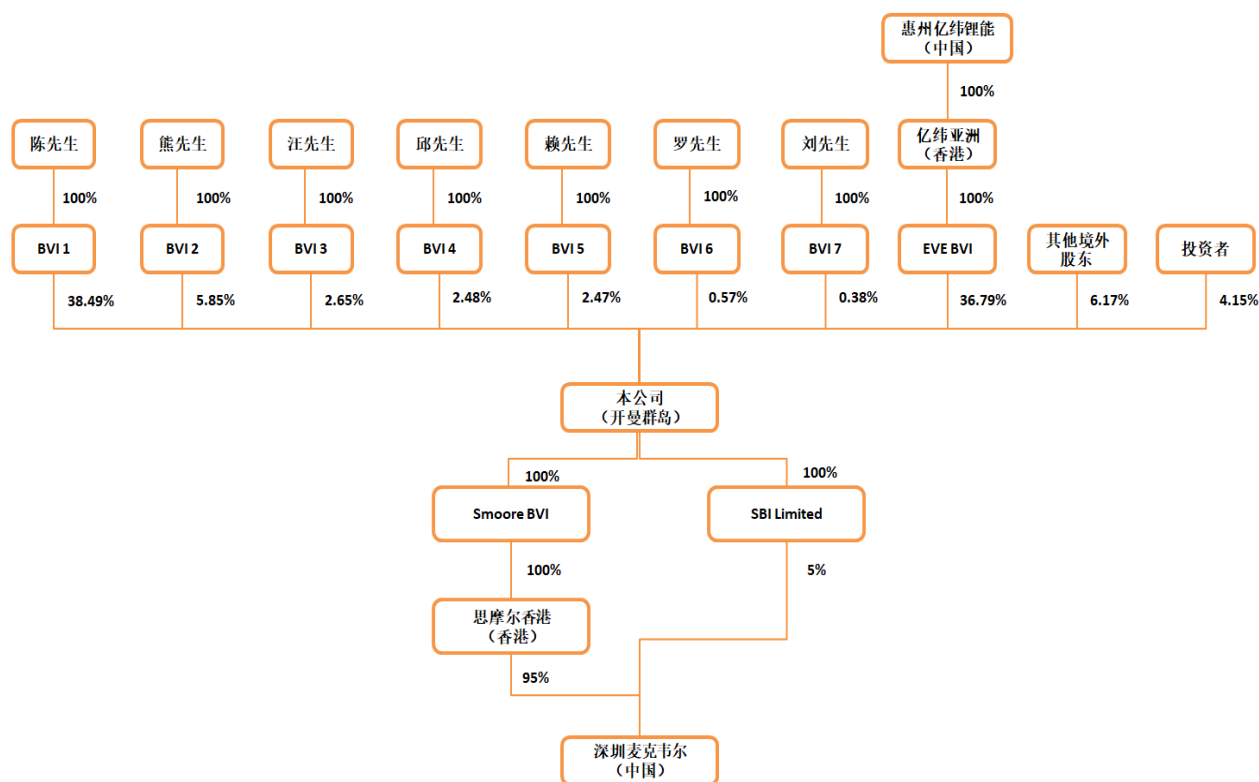 惠州亿纬锂能
（中国）
100%
陈先生
熊先生
汪先生
邱先生
赖先生
罗先生
刘先生
亿纬亚洲
（香港）
100%
100%
100%
100%
100%
100%
100%
100%
BVI 1
BVI 2
BVI 3
BVI 4
BVI 5
BVI 6
BVI 7
EVE BVI
其他境外
股东
投资者
38.49%
5.85%
2.65%
2.48%
2.47%
0.57%
0.38%
36.79%
6.17%
4.15%
本公司
（开曼群岛）
100%
100%
Smoore BVI
SBI Limited
100%
5%
思摩尔香港
（香港）
95%
深圳麦克韦尔
（中国）